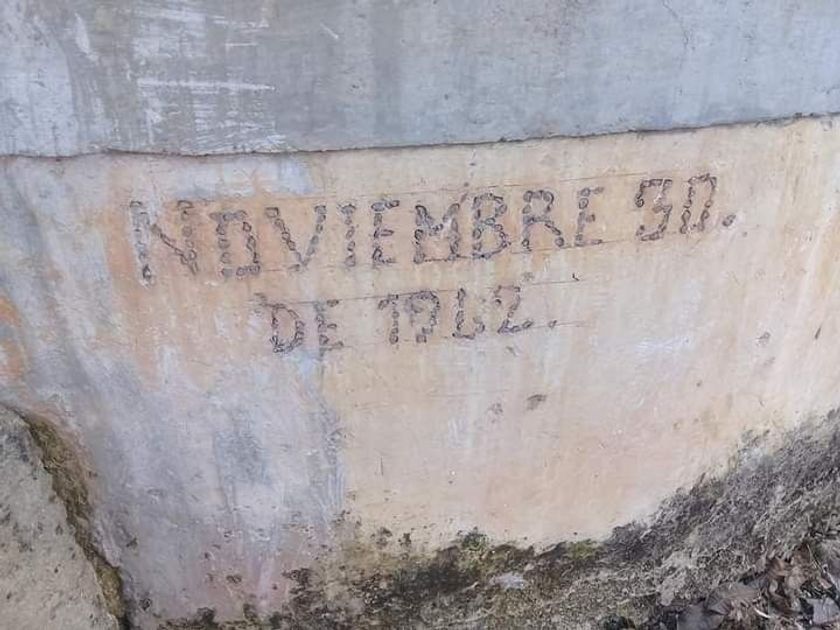 NOVIEMBRE 30.
DE 1962.